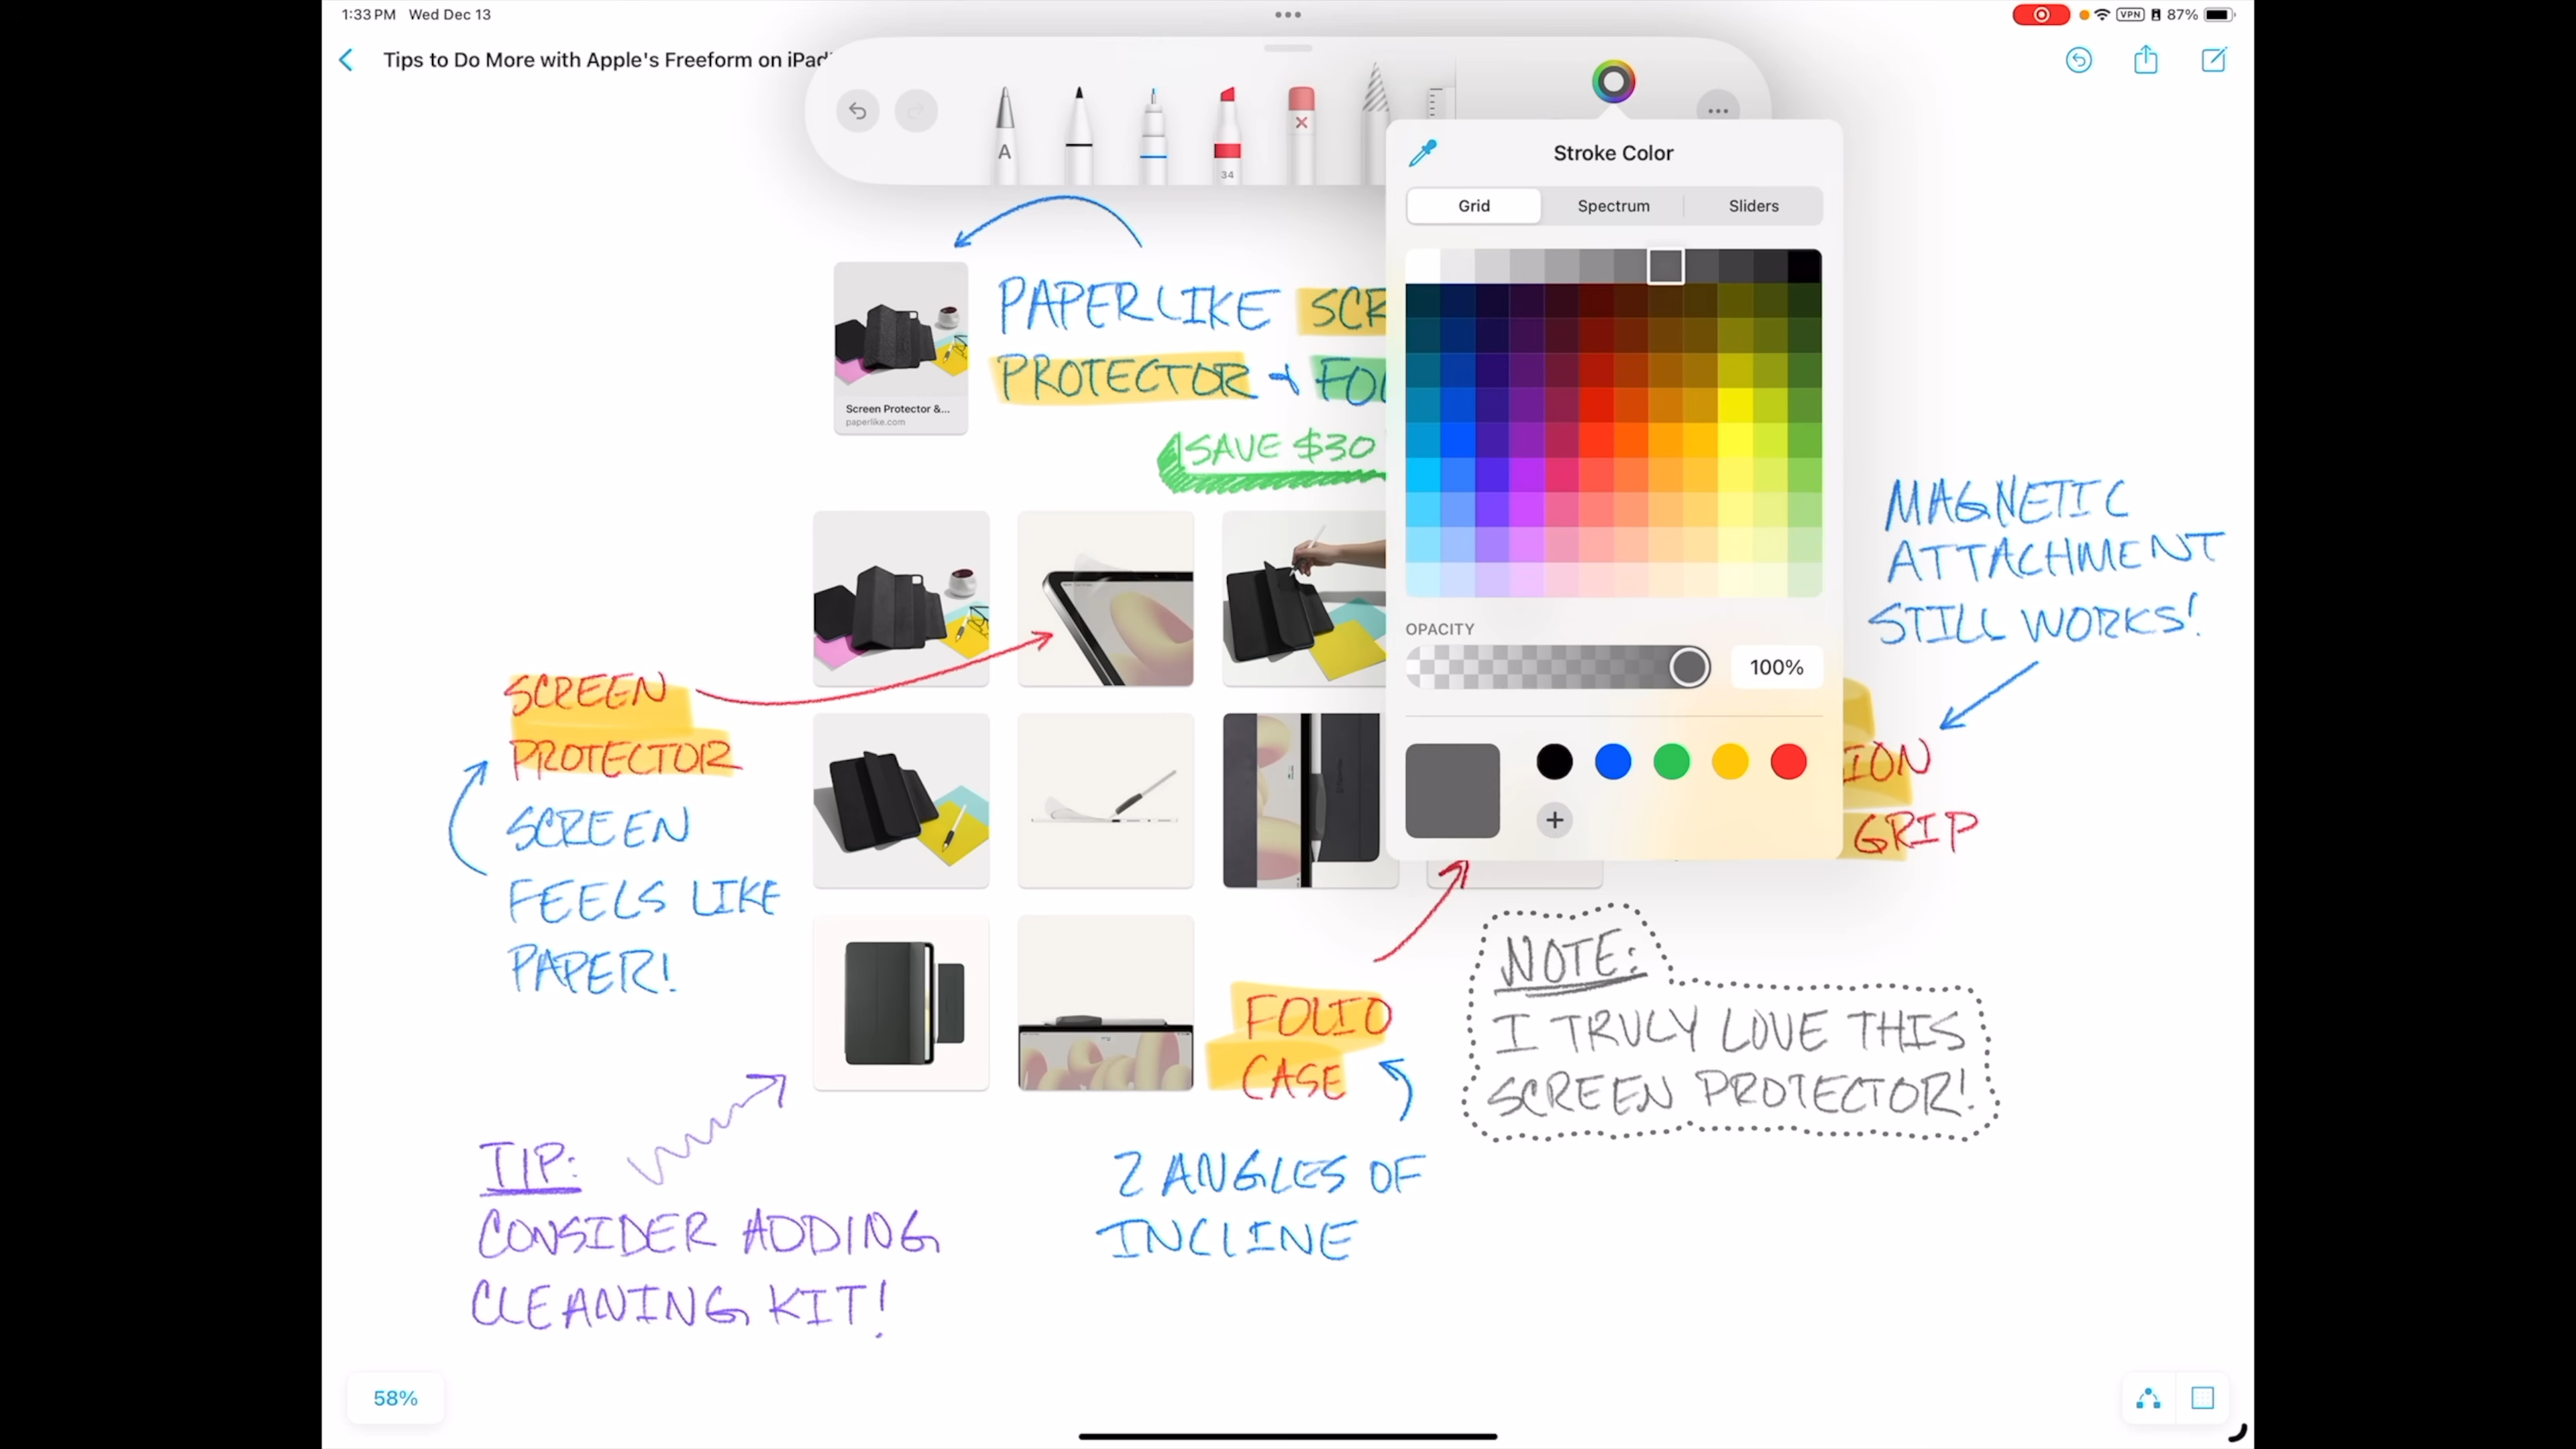 1:33 PM Wed Dec 13
VPN 87%
Tips to Do More with Apple's Freeform on iPad
A
34
Stroke Color
Grid Spectrum Sliders
PAPERLIKE
PROTECTOR +
SAVE $30
Screen Protector &...
paperlike.com
OPACITY
100%
MAGNETIC
ATTACHMENT
STILL WORKS!
GRIP
SCREEN
PROTECTOR
SCREEN
FEELS LIKE
PAPER!
FOLIO
CASE
2 ANGLES OF
INCLINE
NOTE:
I TRULY LOVE THIS
SCREEN PROTECTOR!
TIP:
CONSIDER ADDING
CLEANING KIT!
58%